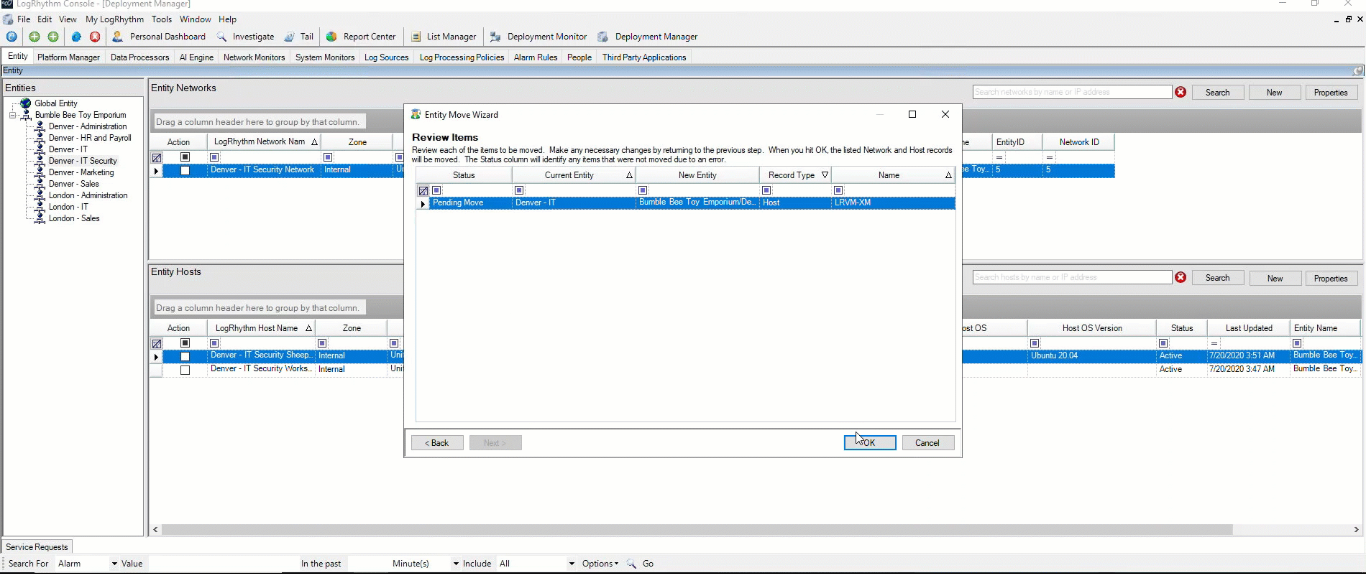 LogRhythm Console - [Deployment Manager]
File Edit View My LogRhythm Tools Window Help
Personal Dashboard Investigate Tail Report Center List Manager Deployment Monitor Deployment Manager
Entity Platform Manager Data Processors AI Engine Network Monitors System Monitors Log Sources Log Processing Policies Alarm Rules People Third Party Applications
Entity
Entities
Global Entity
Bumble Bee Toy Emporium
Denver - Administration
Denver - HR and Payroll
Denver - IT
Denver - IT Security
Denver - Marketing
Denver - Sales
London - Administration
London - IT
London - Sales
Entity Networks
Search networks by name or IP address Search New Properties
Drag a column header here to group by that column.
Action LogRhythm Network Nam Zone EntityID Network ID
= =
Denver - IT Security Network Internal ee Toy.. 5 5
Entity Move Wizard
Review Items
Review each of the items to be moved. Make any necessary changes by returning to the previous step. When you hit OK, the listed Network and Host records
will be moved. The Status column will identify any items that were not moved due to an error.
Status Current Entity New Entity Record Type Name
Pending Move Denver - IT Bumble Bee Toy Emporium/De... Host LRVM-XM
< Back Next > OK Cancel
Entity Hosts
Search hosts by name or IP address Search New Properties
Drag a column header here to group by that column.
Action LogRhythm Host Name Zone ost OS Host OS Version Status Last Updated Entity Name
=
Denver - IT Security Sheep.. Internal Uni Ubuntu 20.04 Active 7/20/2020 3:51 AM Bumble Bee Toy..
Denver - IT Security Works.. Internal Uni Active 7/20/2020 3:47 AM Bumble Bee Toy..
Service Requests
Search For Alarm Value In the past Minute(s) Include All Options Go